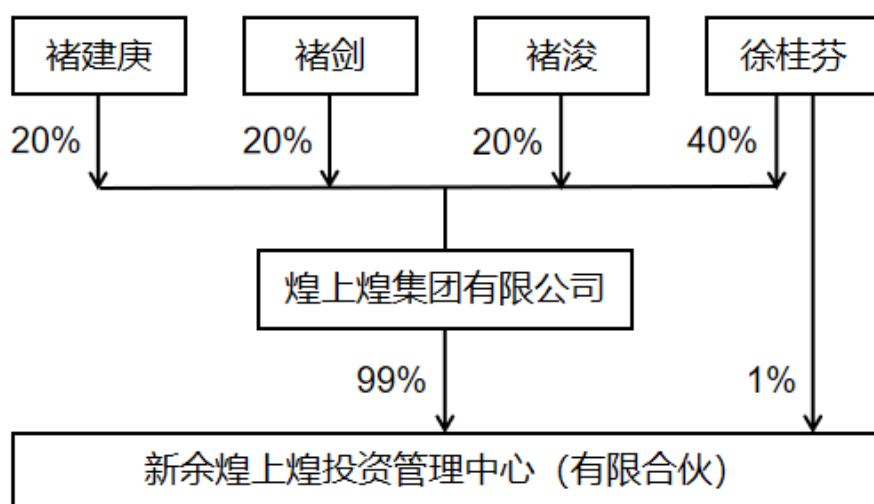 褚建庚
褚剑
褚浚
徐桂芬
20%
20%
20%
40%
煌上煌集团有限公司
99%
1%
新余煌上煌投资管理中心（有限合伙）